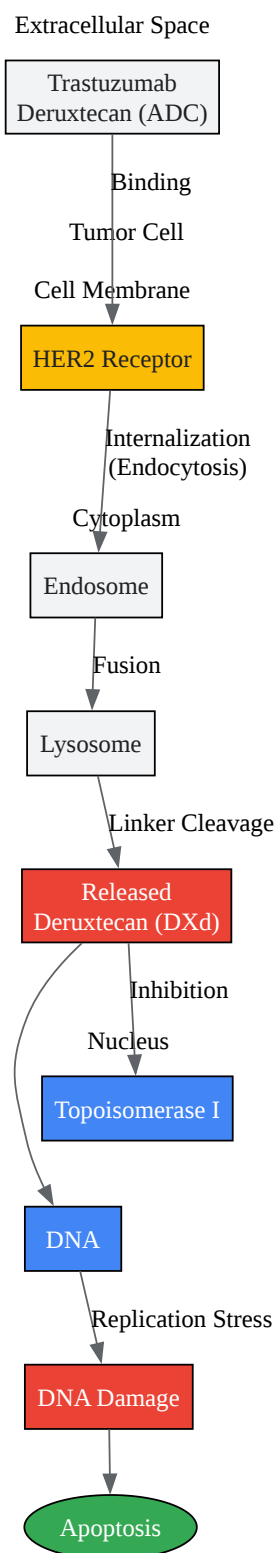 Extracellular Space
Trastuzumab
Deruxtecan (ADC)
Binding
Tumor Cell
Cell Membrane
HER2 Receptor
Internalization
(Endocytosis)
Cytoplasm
Endosome
Fusion
Lysosome
Linker Cleavage
Released
Deruxtecan (DXd)
Inhibition
Nucleus
Topoisomerase I
DNA
Replication Stress
DNA Damage
Apoptosis